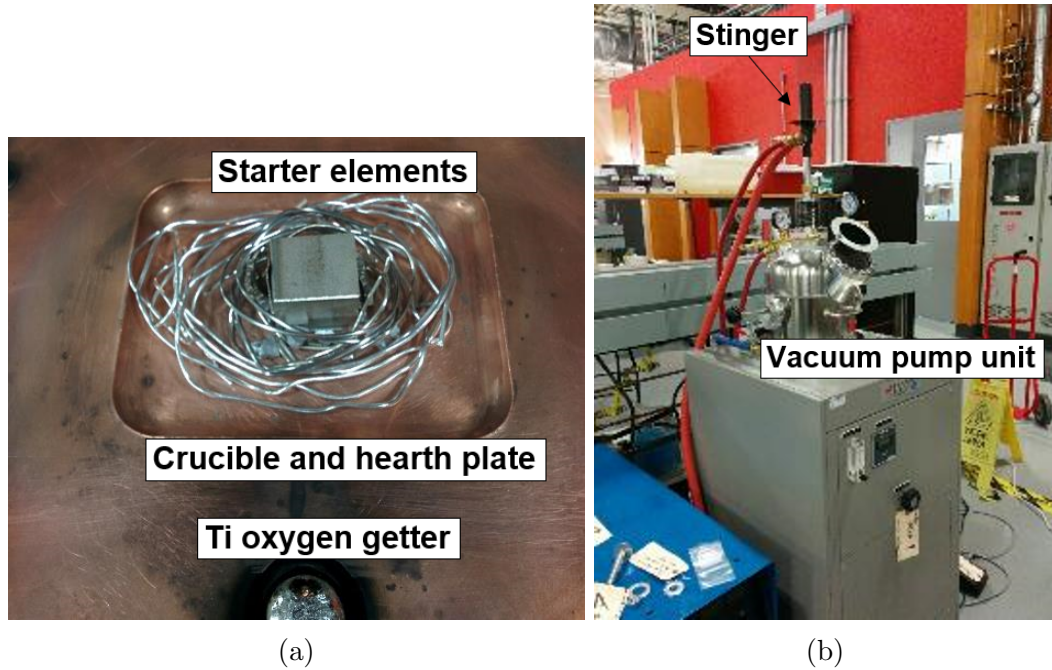 Starter elements
Crucible and hearth plate
Ti oxygen getter
(a)
Stinger
Vacuum pump unit
(b)